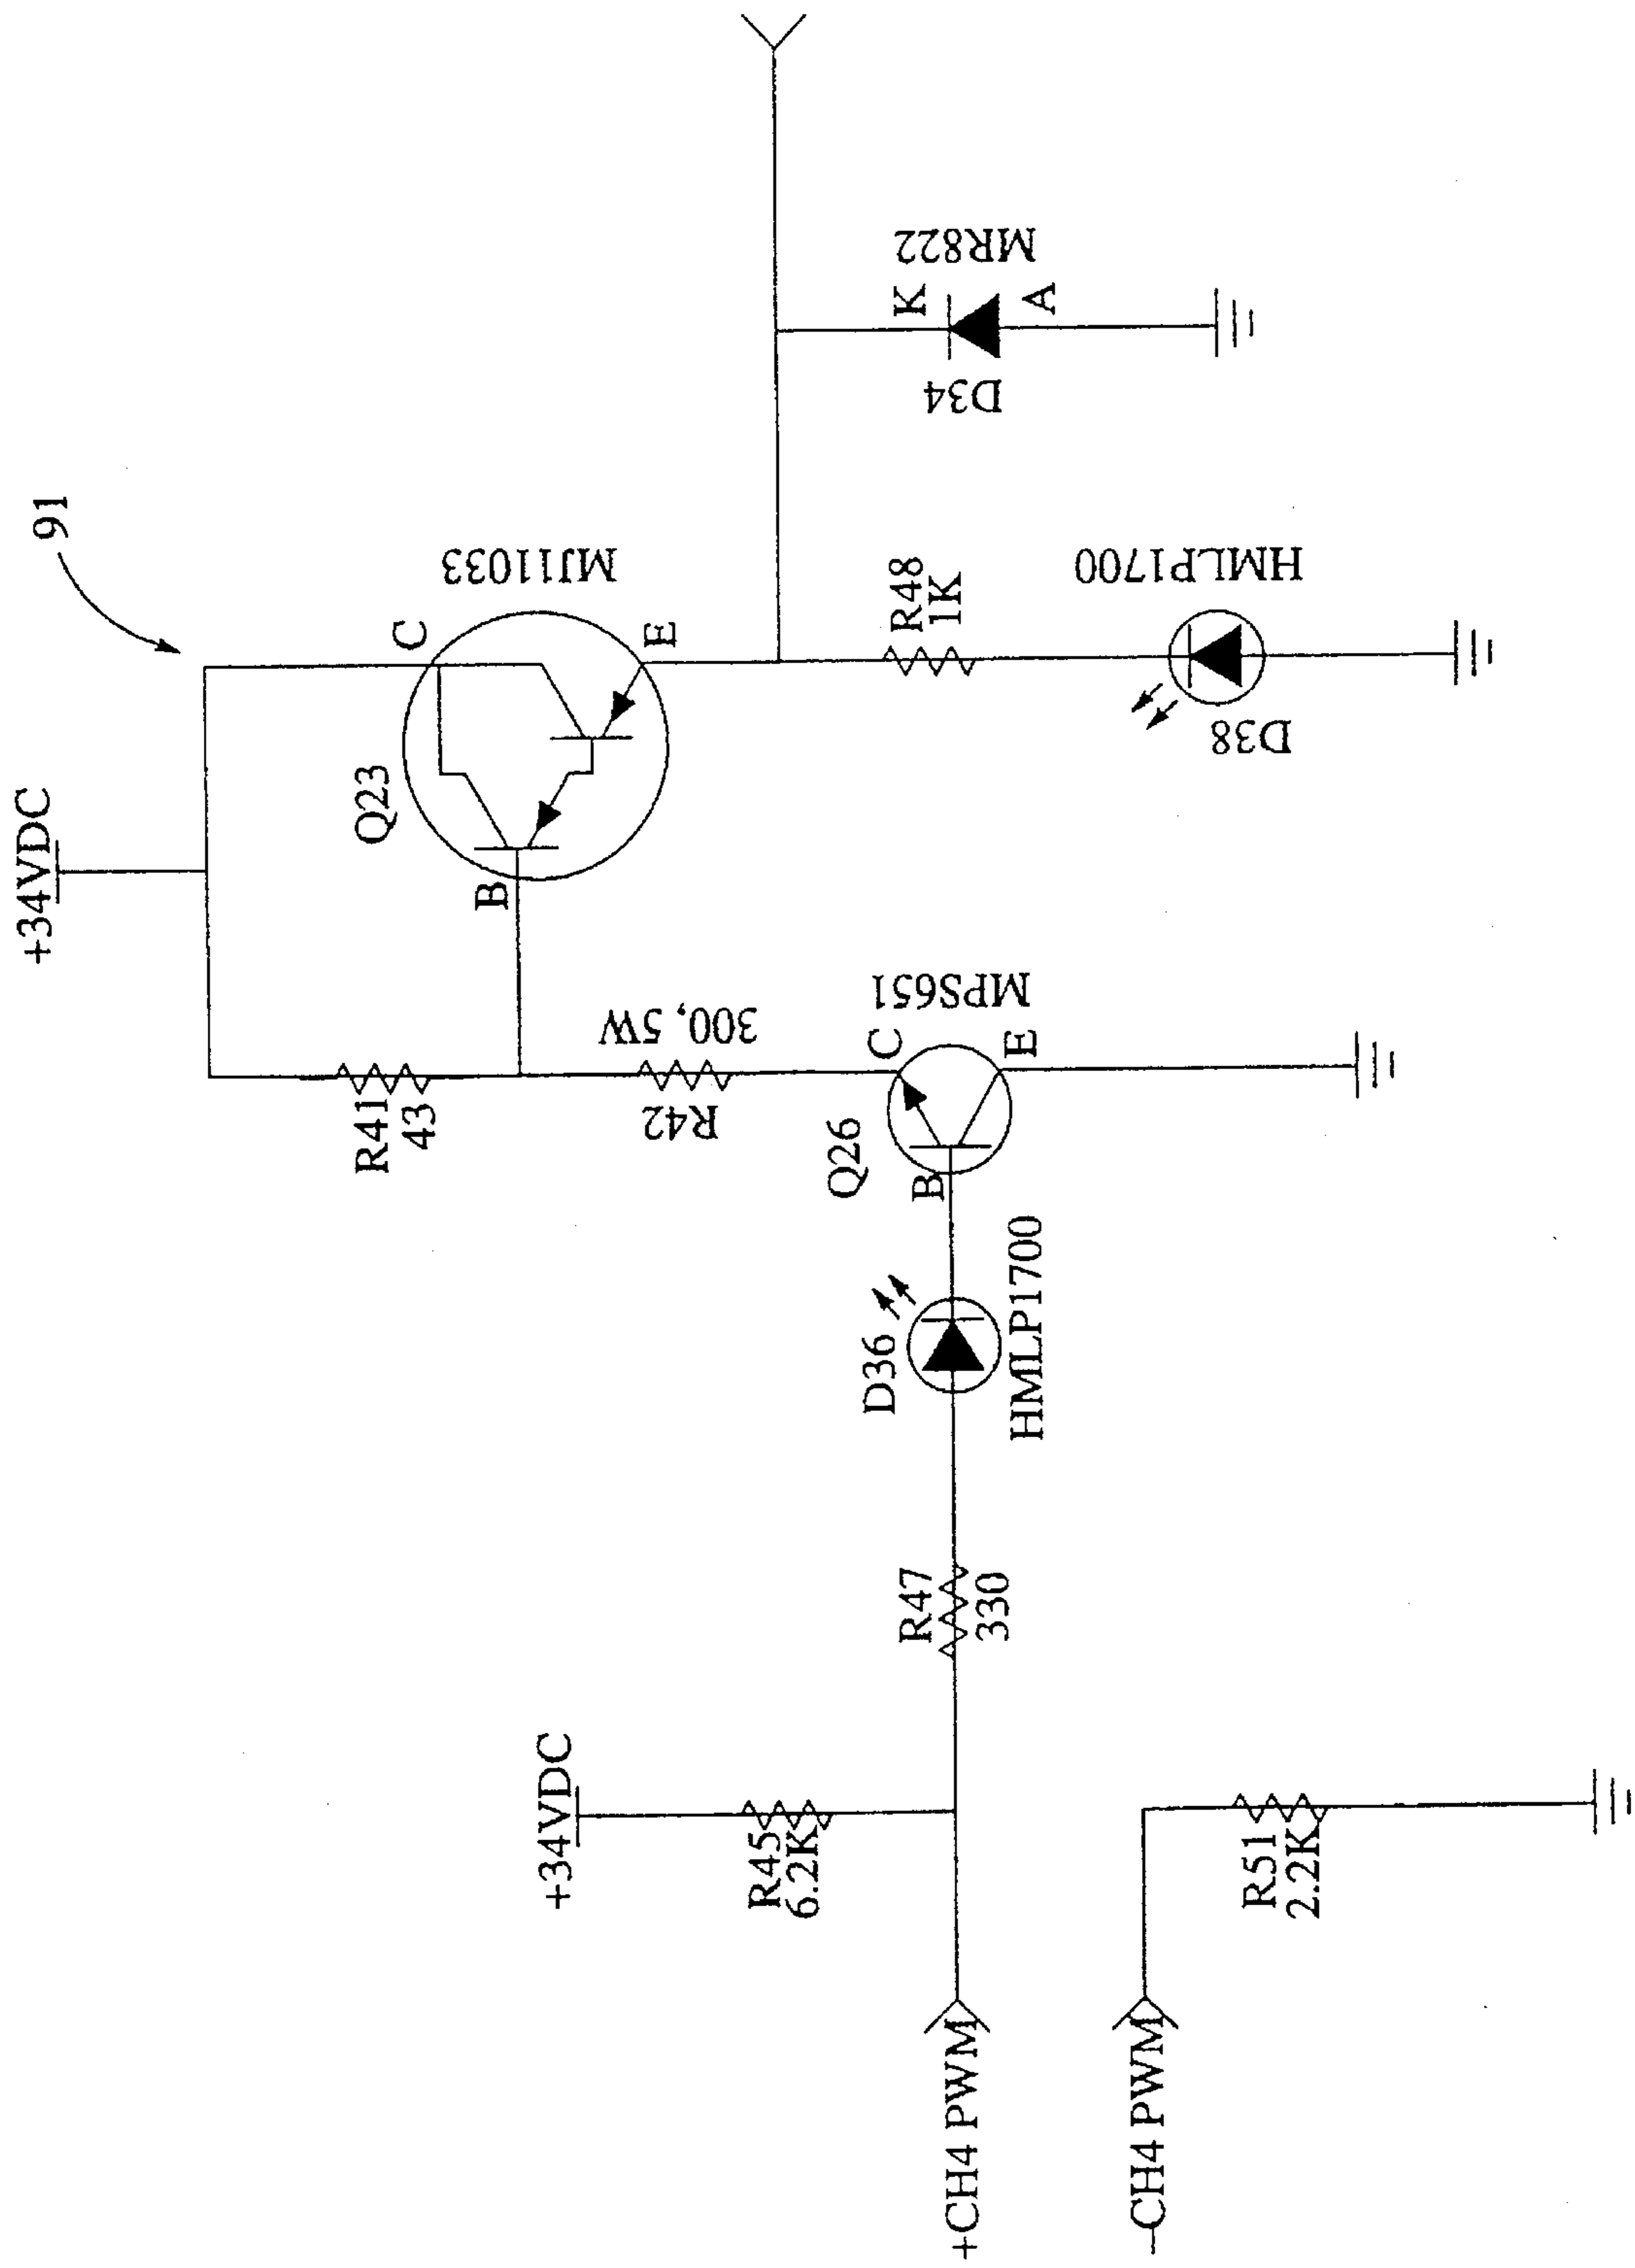 91
+34VDC
R41
43
Q23
C
B
E
MJ11033
R42
300, 5W
Q26
C
B
E
MPS651
D36
HMLP1700
R47
330
+34VDC
R45
6.2K
+CH4 PWM
–CH4 PWM
R51
2.2K
R48
1K
D38
HMLP1700
D34
K
A
MR822